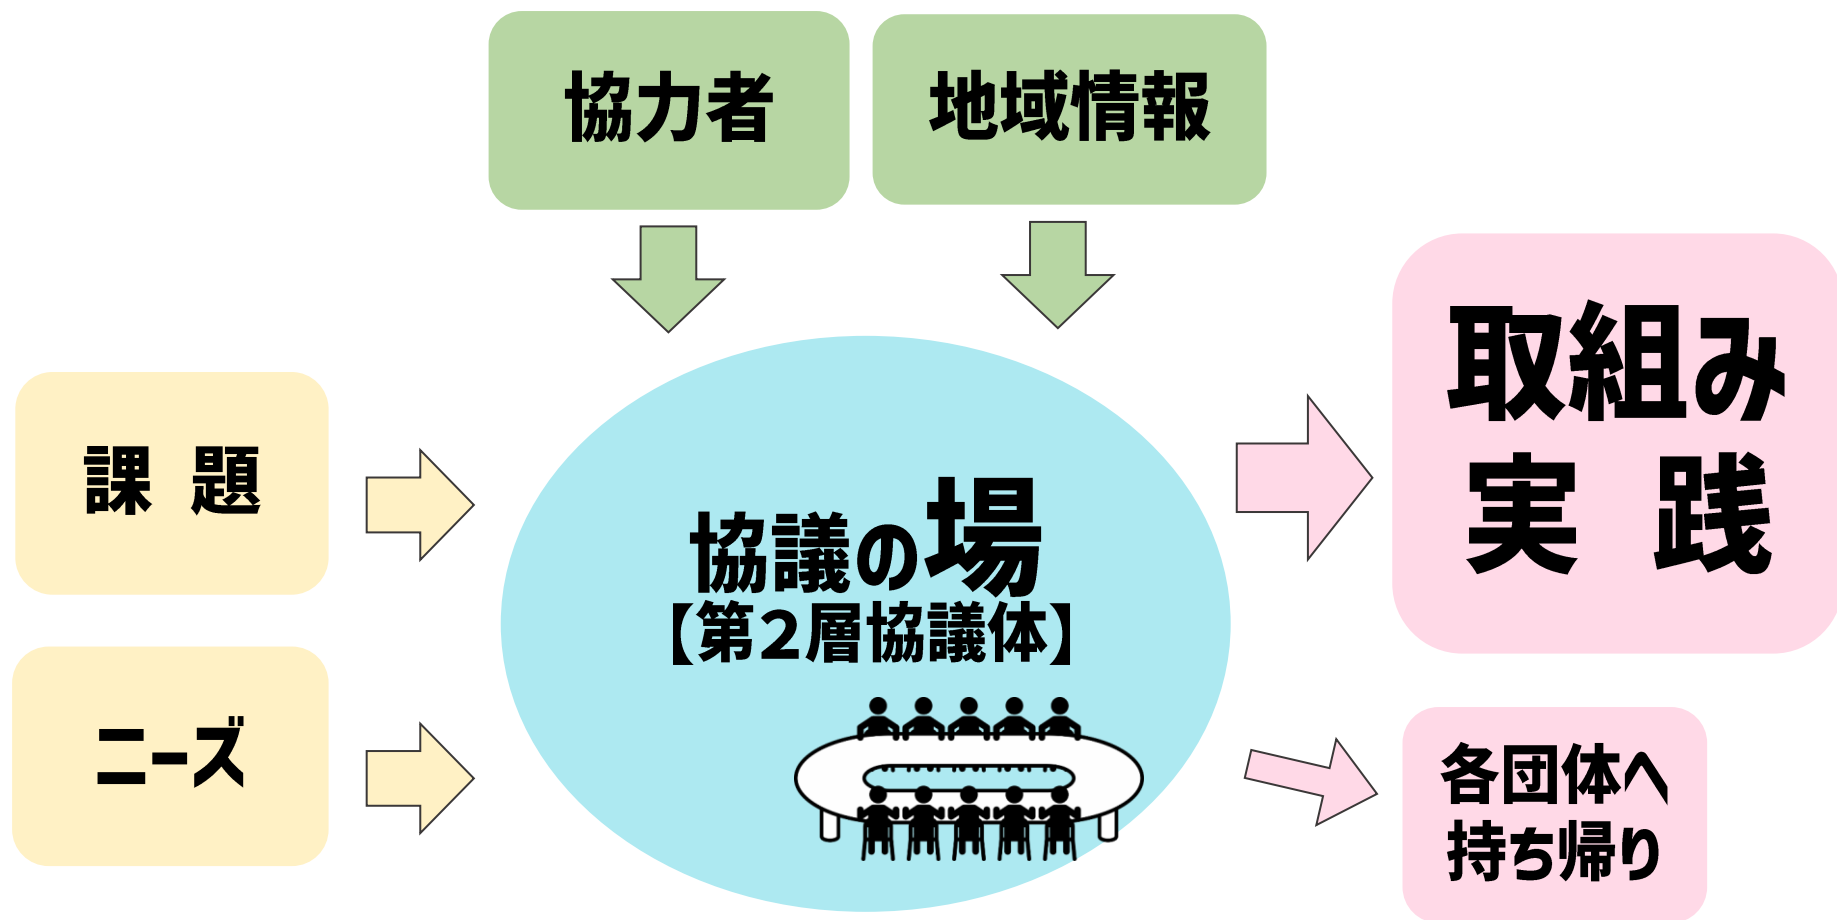 協力者
地域情報
課 題
ニーズ
協議の場
【第２層協議体】
取組み
実 践
各団体へ
持ち帰り